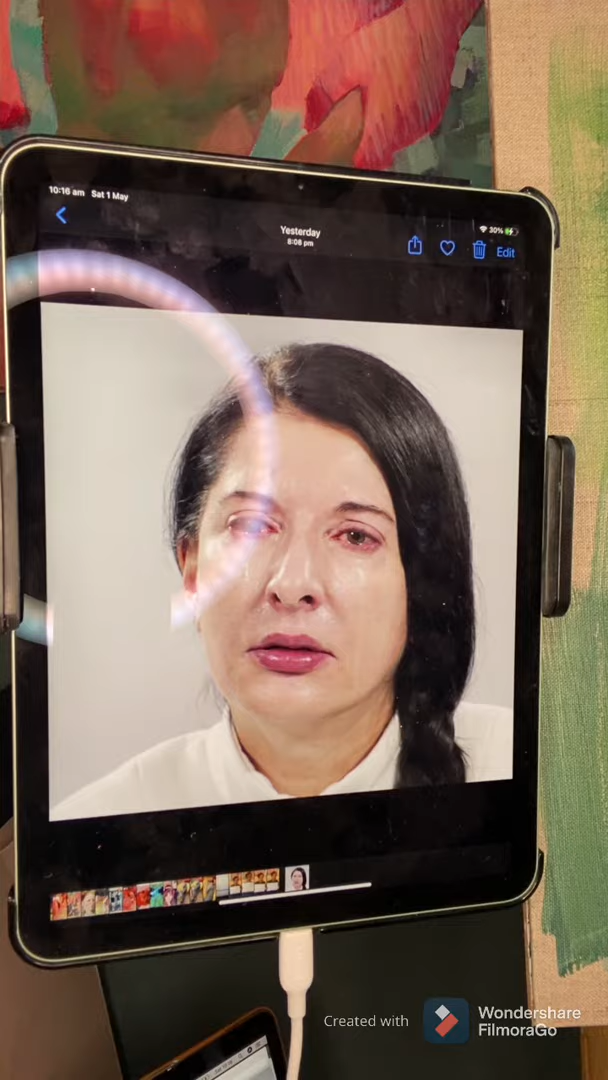 10:16 am Sat 1 May
30%
Yesterday
8:08 pm
Edit
Created with
Wondershare
FilmoraGo